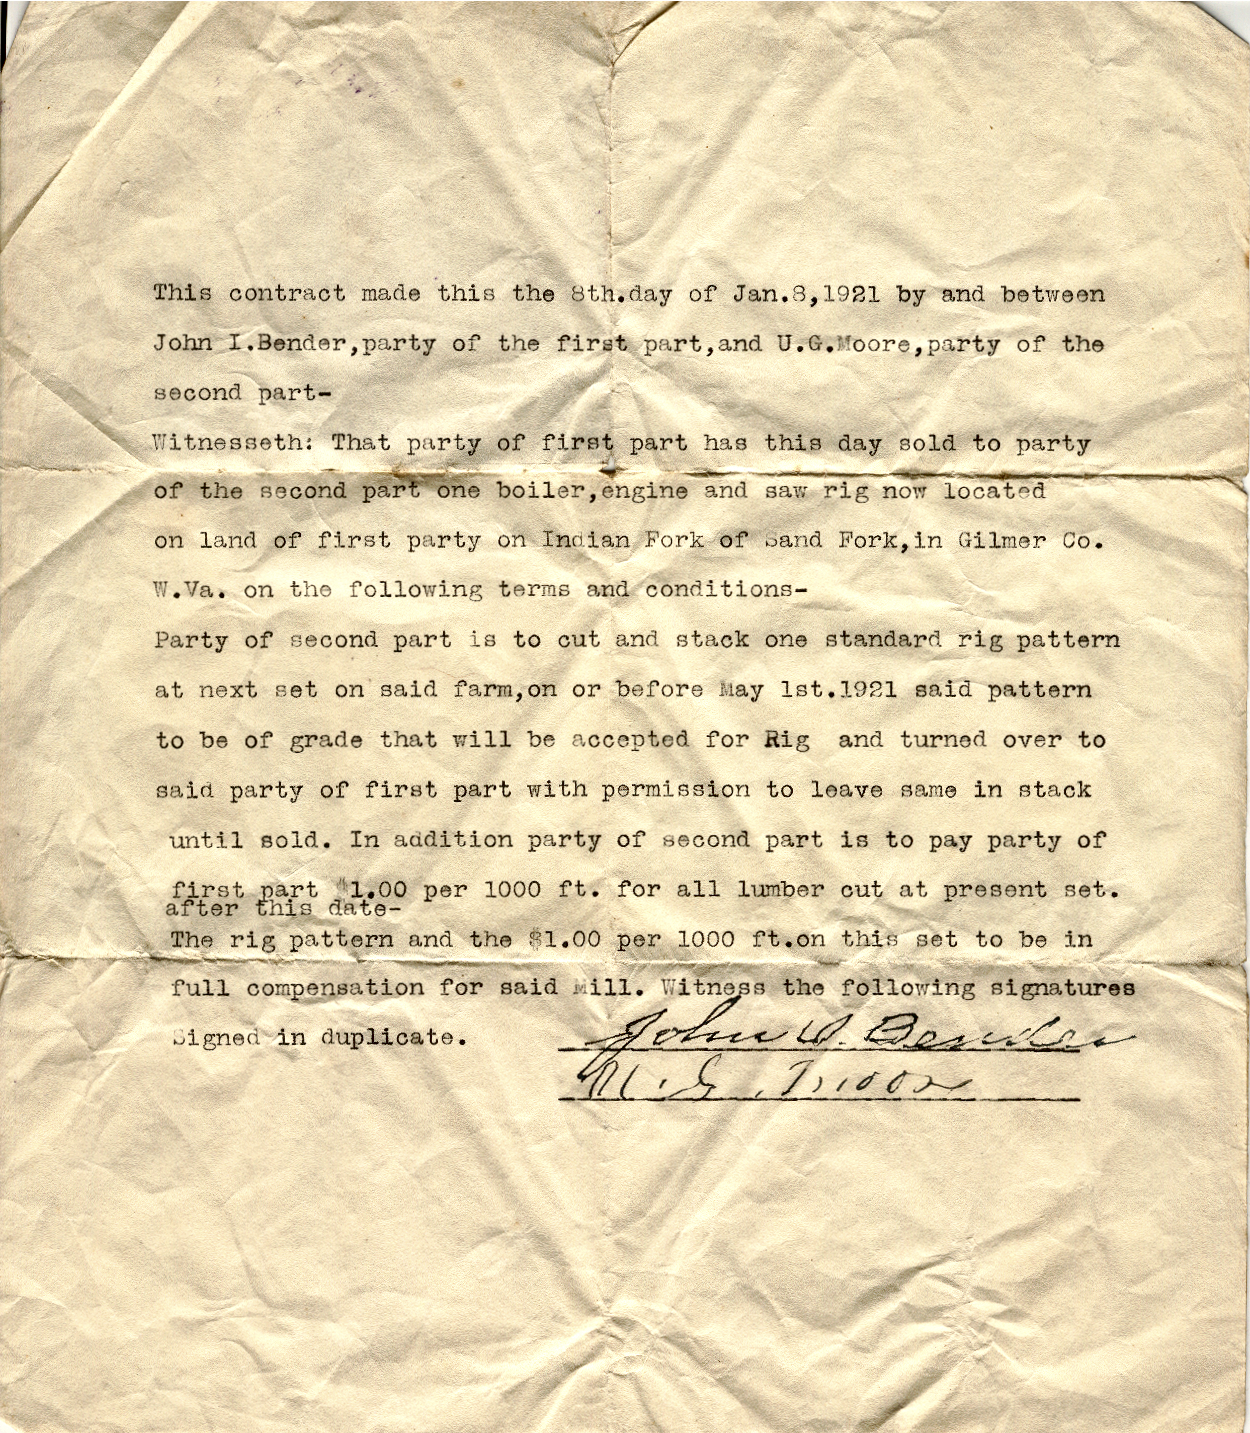 This contract made this the 8th.day of Jan.8,1921 by and between
John I.Bender,party of the first part,and U.G.Moore,party of the
second part-
Witnesseth: That party of first part has this day sold to party
of the second part one boiler,engine and saw rig now located
on land of first party on Indian Fork of Sand Fork,in Gilmer Co.
W.Va. on the following terms and conditions-
Party of second part is to cut and stack one standard rig pattern
at next set on said farm,on or before May 1st.1921 said pattern
to be of grade that will be accepted for Rig and turned over to
said party of first part with permission to leave same in stack
until sold. In addition party of second part is to pay party of
first part $1.00 per 1000 ft. for all lumber cut at present set.
after this date-
The rig pattern and the $1.00 per 1000 ft.on this set to be in
full compensation for said Mill. Witness the following signatures
Signed in duplicate. John I. Bender
U. G. Moore